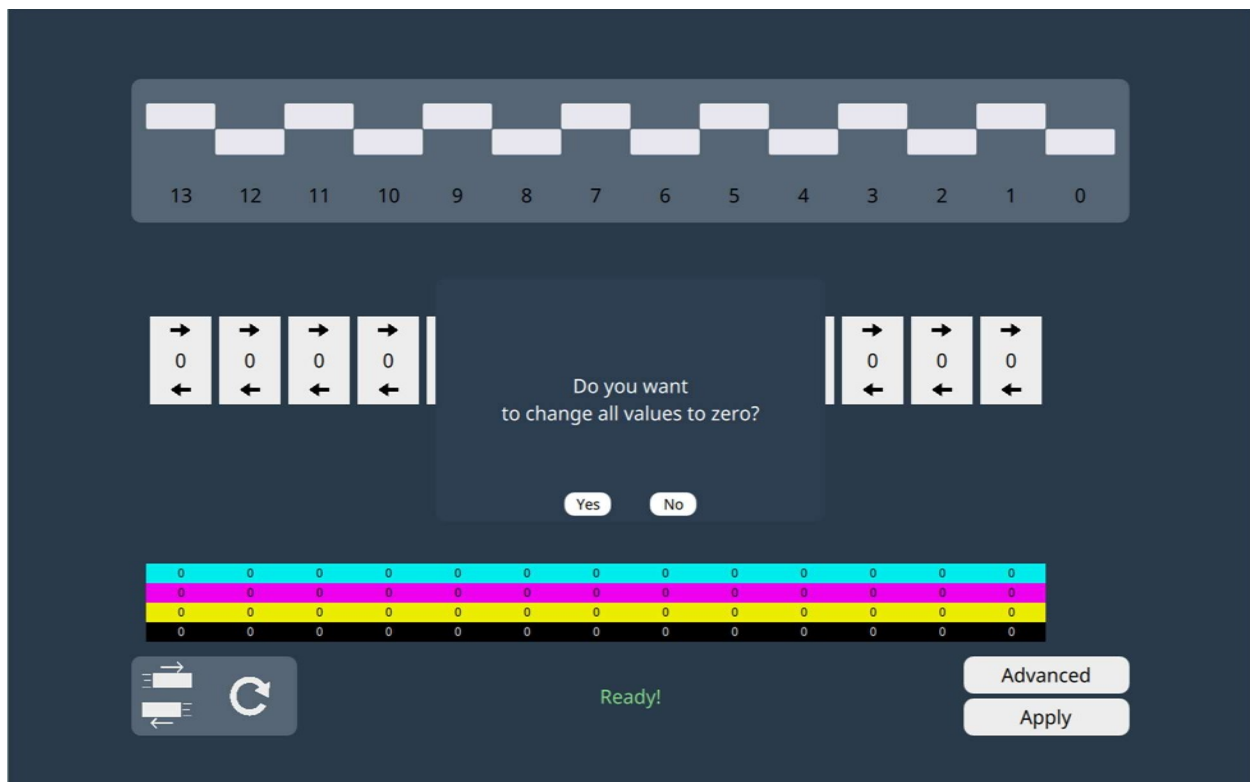 13 12 11 10 9 8 7 6 5 4 3 2 1 0
0 0 0 0 0 0 0
Do you want
to change all values to zero?
Yes No
0 0 0 0 0 0 0 0 0 0 0 0 0
0 0 0 0 0 0 0 0 0 0 0 0 0
0 0 0 0 0 0 0 0 0 0 0 0 0
0 0 0 0 0 0 0 0 0 0 0 0 0
Ready!
Advanced
Apply